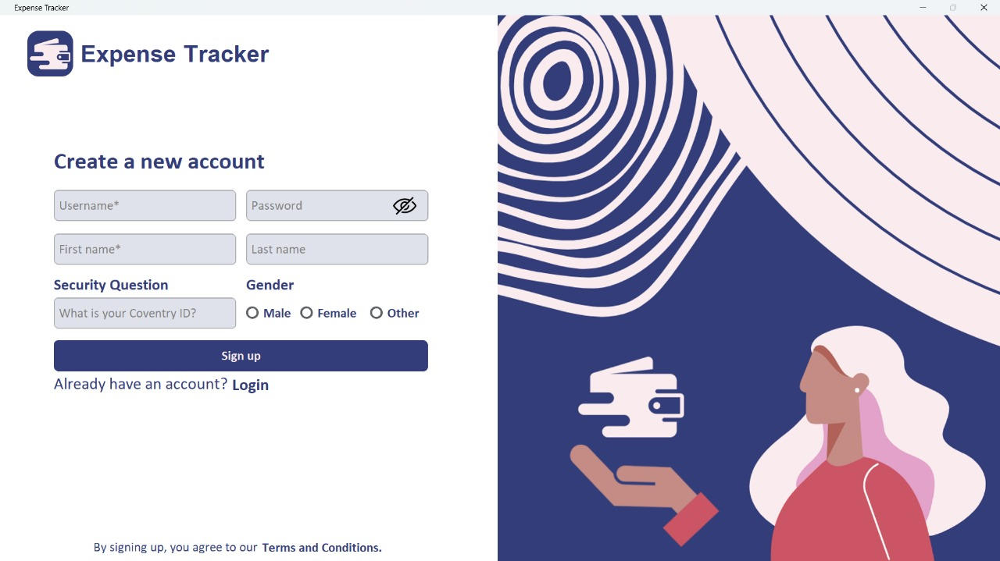 Expense Tracker
Expense Tracker
Create a new account
Username*
Password
First name*
Last name
Security Question
Gender
What is your Coventry ID?
Male
Female
Other
Sign up
Already have an account? Login
By signing up, you agree to our Terms and Conditions.